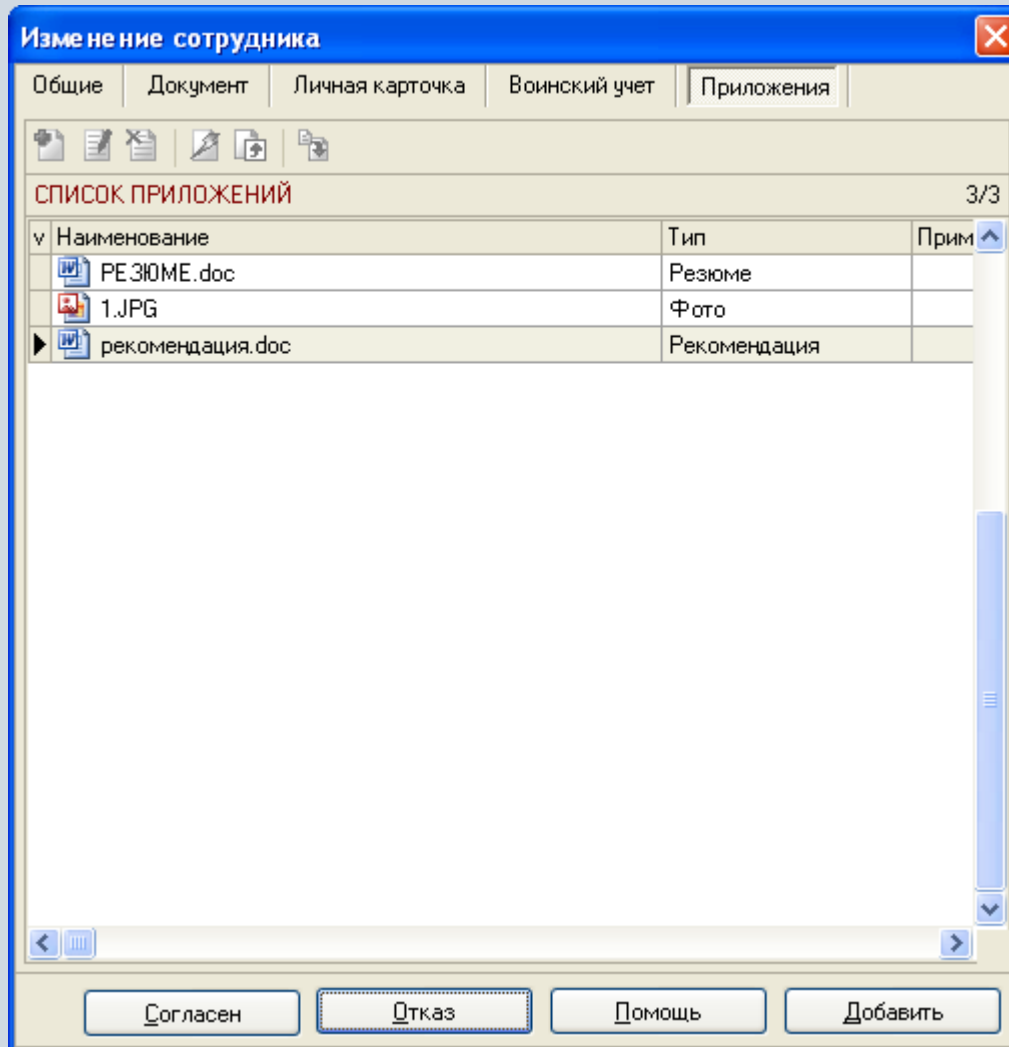 Изменение сотрудника
Общие Документ Личная карточка Воинский учет Приложения
СПИСОК ПРИЛОЖЕНИЙ 3/3
v Наименование Тип Прим
РЕЗЮМЕ.doc Резюме
1.JPG Фото
рекомендация.doc Рекомендация
Согласен Отказ Помощь Добавить